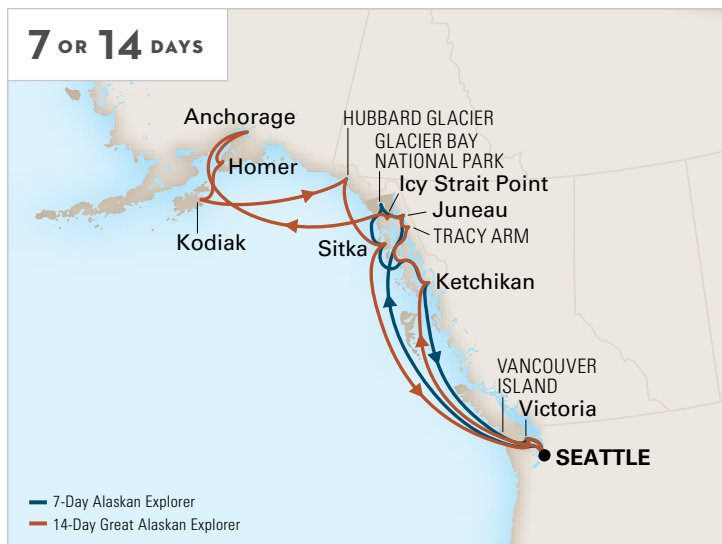 7 OR 14 DAYS
Anchorage
HUBBARD GLACIER
GLACIER BAY
NATIONAL PARK
Homer
Icy Strait Point
Juneau
Kodiak
Sitka
TRACY ARM
Ketchikan
VANCOUVER
ISLAND
Victoria
SEATTLE
7-Day Alaskan Explorer
14-Day Great Alaskan Explorer